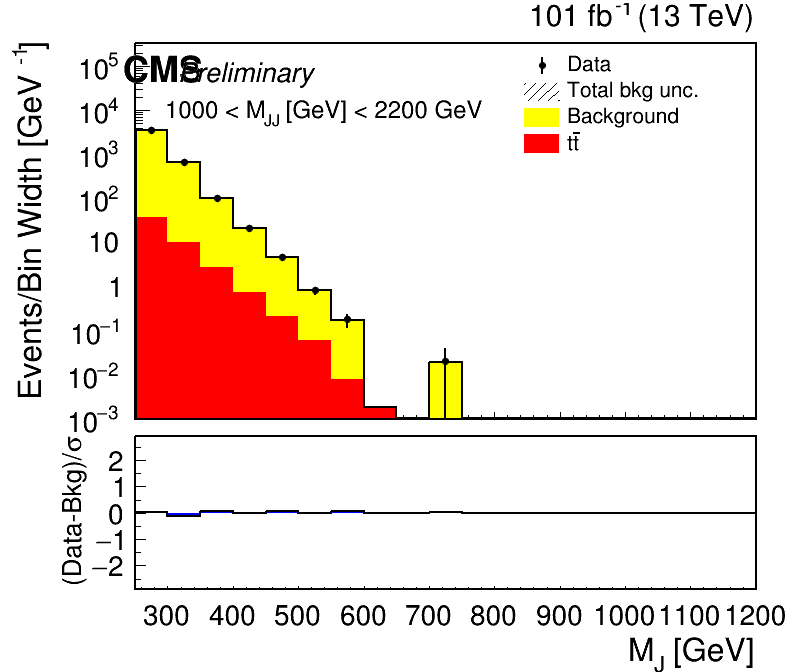 101 fb⁻¹ (13 TeV)
CMS Preliminary
1000 < M_JJ [GeV] < 2200 GeV
Data
Total bkg unc.
Background
tt̄
Events/Bin Width [GeV⁻¹]
10⁵
10⁴
10³
10²
10
1
10⁻¹
10⁻²
10⁻³
(Data-Bkg)/σ
2
1
0
−1
−2
300 400 500 600 700 800 900 1000 1100 1200
M_J [GeV]